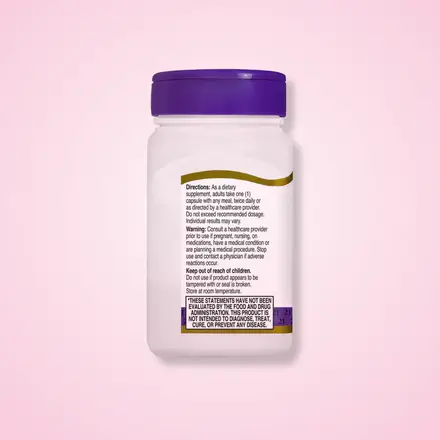 Directions: As a dietary
supplement, adults take one (1)
capsule with any meal, twice daily or
as directed by a healthcare provider.
Do not exceed recommended dosage.
Individual results may vary.
Warning: Consult a healthcare provider
prior to use if pregnant, nursing, on
medications, have a medical condition or
are planning a medical procedure. Stop
use and contact a physician if adverse
reactions occur.
Keep out of reach of children.
Do not use if product appears to be
tampered with or seal is broken.
Store at room temperature.
*THESE STATEMENTS HAVE NOT BEEN
EVALUATED BY THE FOOD AND DRUG
ADMINISTRATION. THIS PRODUCT IS
NOT INTENDED TO DIAGNOSE, TREAT,
CURE, OR PREVENT ANY DISEASE.